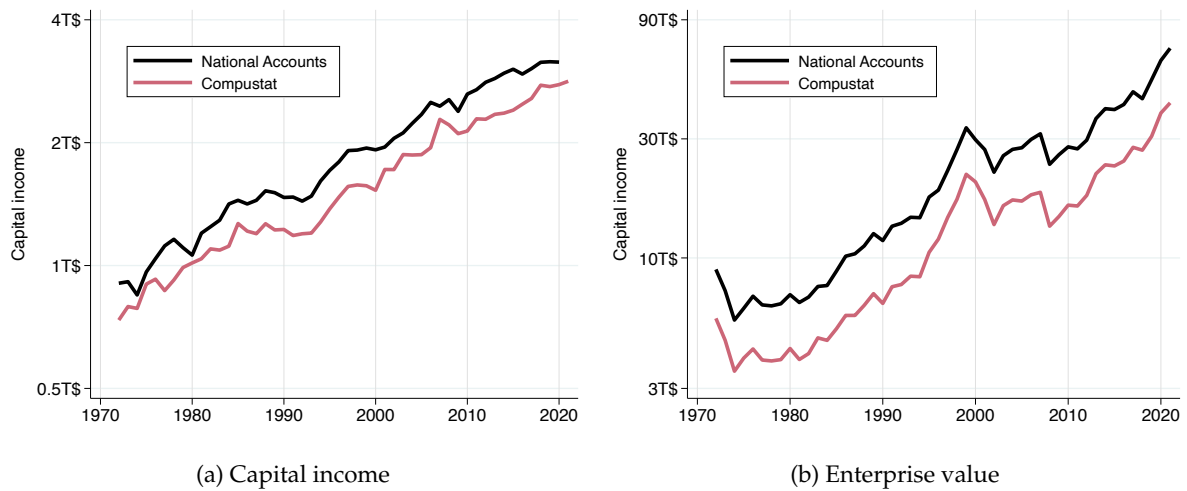 4T$
2T$
1T$
0.5T$
Capital income
National Accounts
Compustat
1970 1980 1990 2000 2010 2020
(a) Capital income
90T$
30T$
10T$
3T$
Capital income
National Accounts
Compustat
1970 1980 1990 2000 2010 2020
(b) Enterprise value